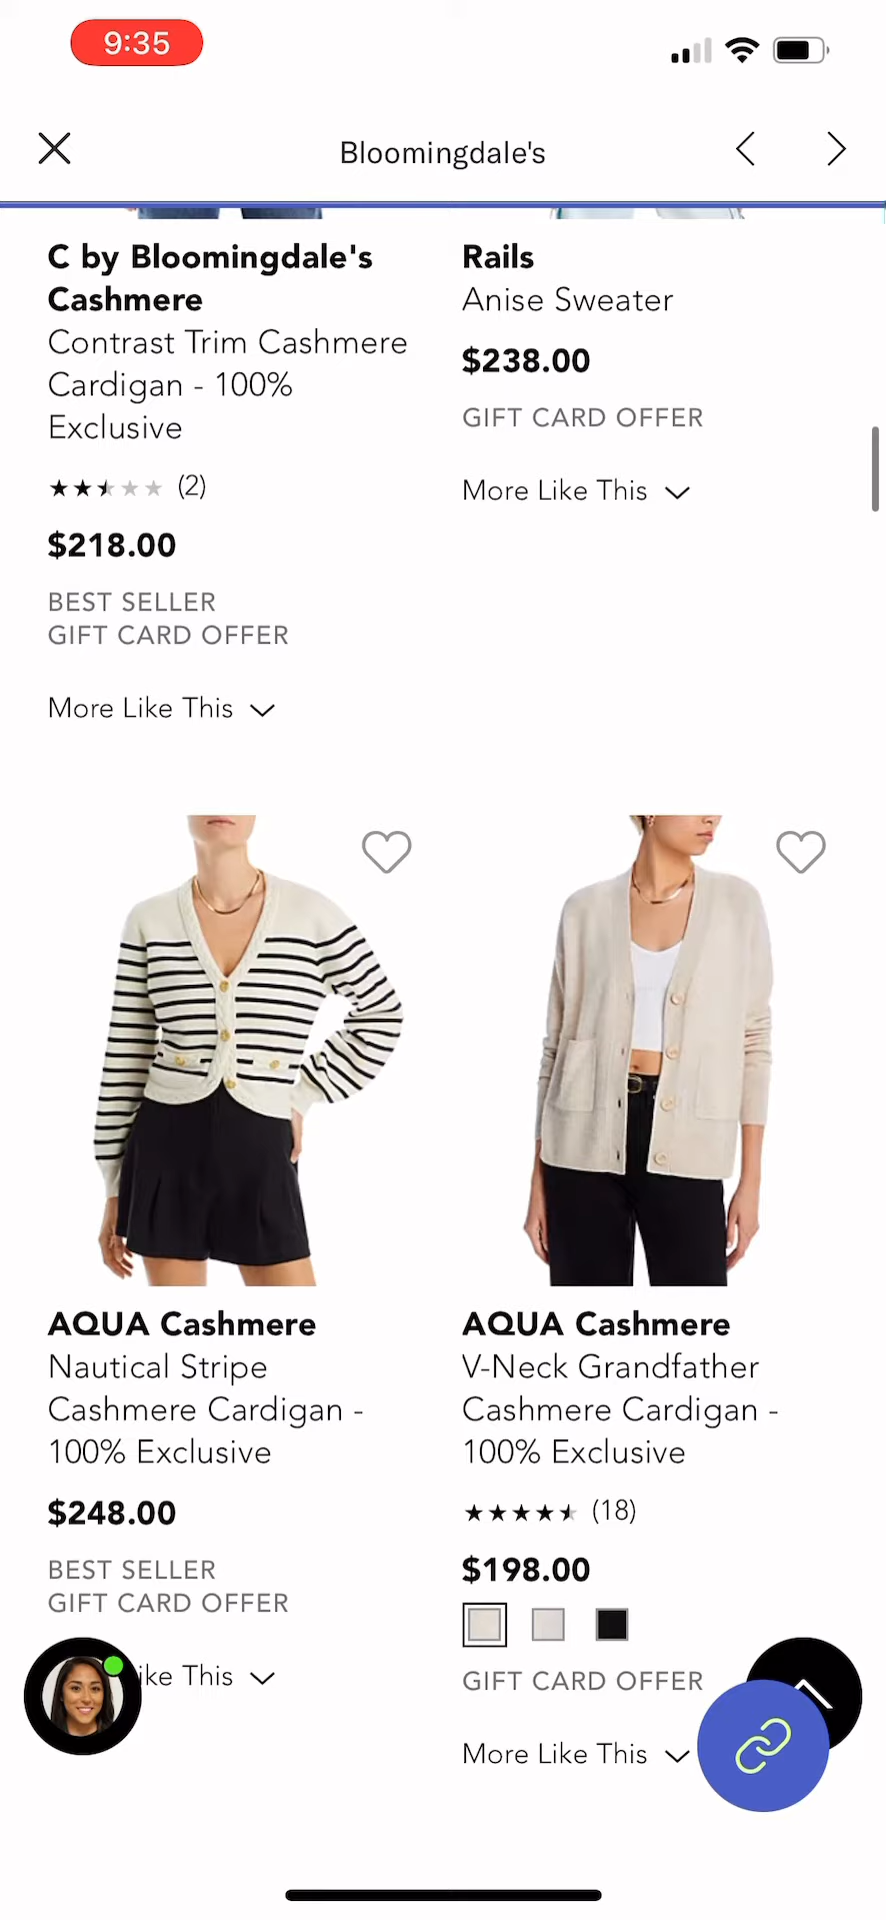 9:35
Bloomingdale's
C by Bloomingdale's
Cashmere
Contrast Trim Cashmere
Cardigan - 100%
Exclusive
(2)
$218.00
BEST SELLER
GIFT CARD OFFER
More Like This
Rails
Anise Sweater
$238.00
GIFT CARD OFFER
More Like This
AQUA Cashmere
Nautical Stripe
Cashmere Cardigan -
100% Exclusive
$248.00
BEST SELLER
GIFT CARD OFFER
ike This
AQUA Cashmere
V-Neck Grandfather
Cashmere Cardigan -
100% Exclusive
(18)
$198.00
GIFT CARD OFFER
More Like This